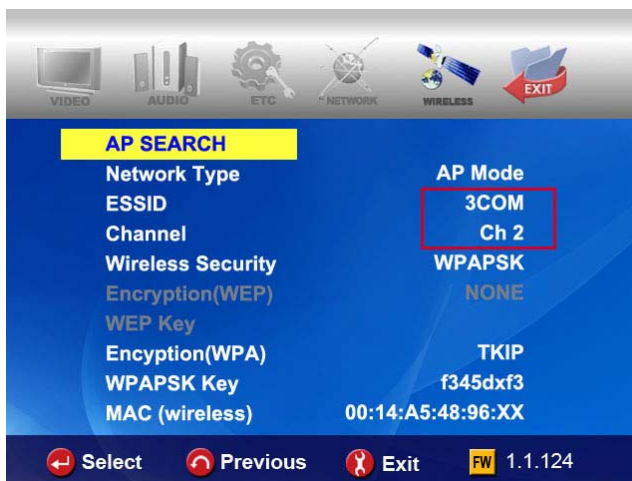 VIDEO AUDIO ETC NETWORK WIRELESS EXIT
AP SEARCH
Network Type AP Mode
ESSID 3COM
Channel Ch 2
Wireless Security WPAPSK
Encryption(WEP) NONE
WEP Key
Encyption(WPA) TKIP
WPAPSK Key f345dxf3
MAC (wireless) 00:14:A5:48:96:XX
Select Previous Exit FW 1.1.124